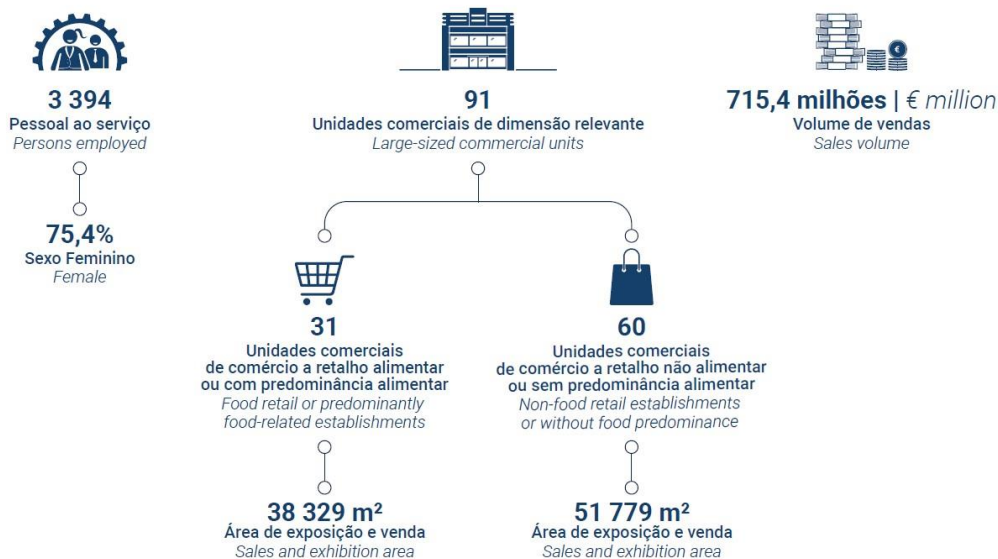 3 394
Pessoal ao serviço
Persons employed
75,4%
Sexo Feminino
Female
91
Unidades comerciais de dimensão relevante
Large-sized commercial units
715,4 milhões | € million
Volume de vendas
Sales volume
€
31
Unidades comerciais
de comércio a retalho alimentar
ou com predominância alimentar
Food retail or predominantly
food-related establishments
38 329 m²
Área de exposição e venda
Sales and exhibition area
60
Unidades comerciais
de comércio a retalho não alimentar
ou sem predominância alimentar
Non-food retail establishments
or without food predominance
51 779 m²
Área de exposição e venda
Sales and exhibition area